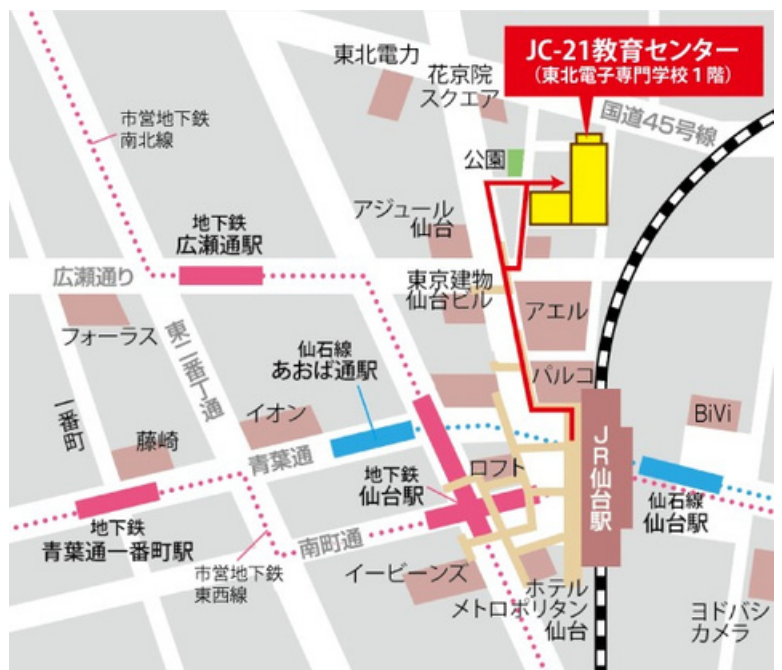 JC-21教育センター
(東北電子専門学校1階)
東北電力
花京院
スクエア
国道45号線
市営地下鉄
南北線
公園
アジュール
仙台
地下鉄
広瀬通駅
広瀬通り
東京建物
仙台ビル
アエル
フォーラス
東二番丁通
仙石線
あおば通駅
パルコ
一番町
イオン
BiVi
藤崎
青葉通
ロフト
JR仙台駅
地下鉄
仙台駅
仙石線
仙台駅
地下鉄
青葉通一番町駅
南町通
市営地下鉄
東西線
イービーンズ
ホテル
メトロポリタン
仙台
ヨドバシ
カメラ